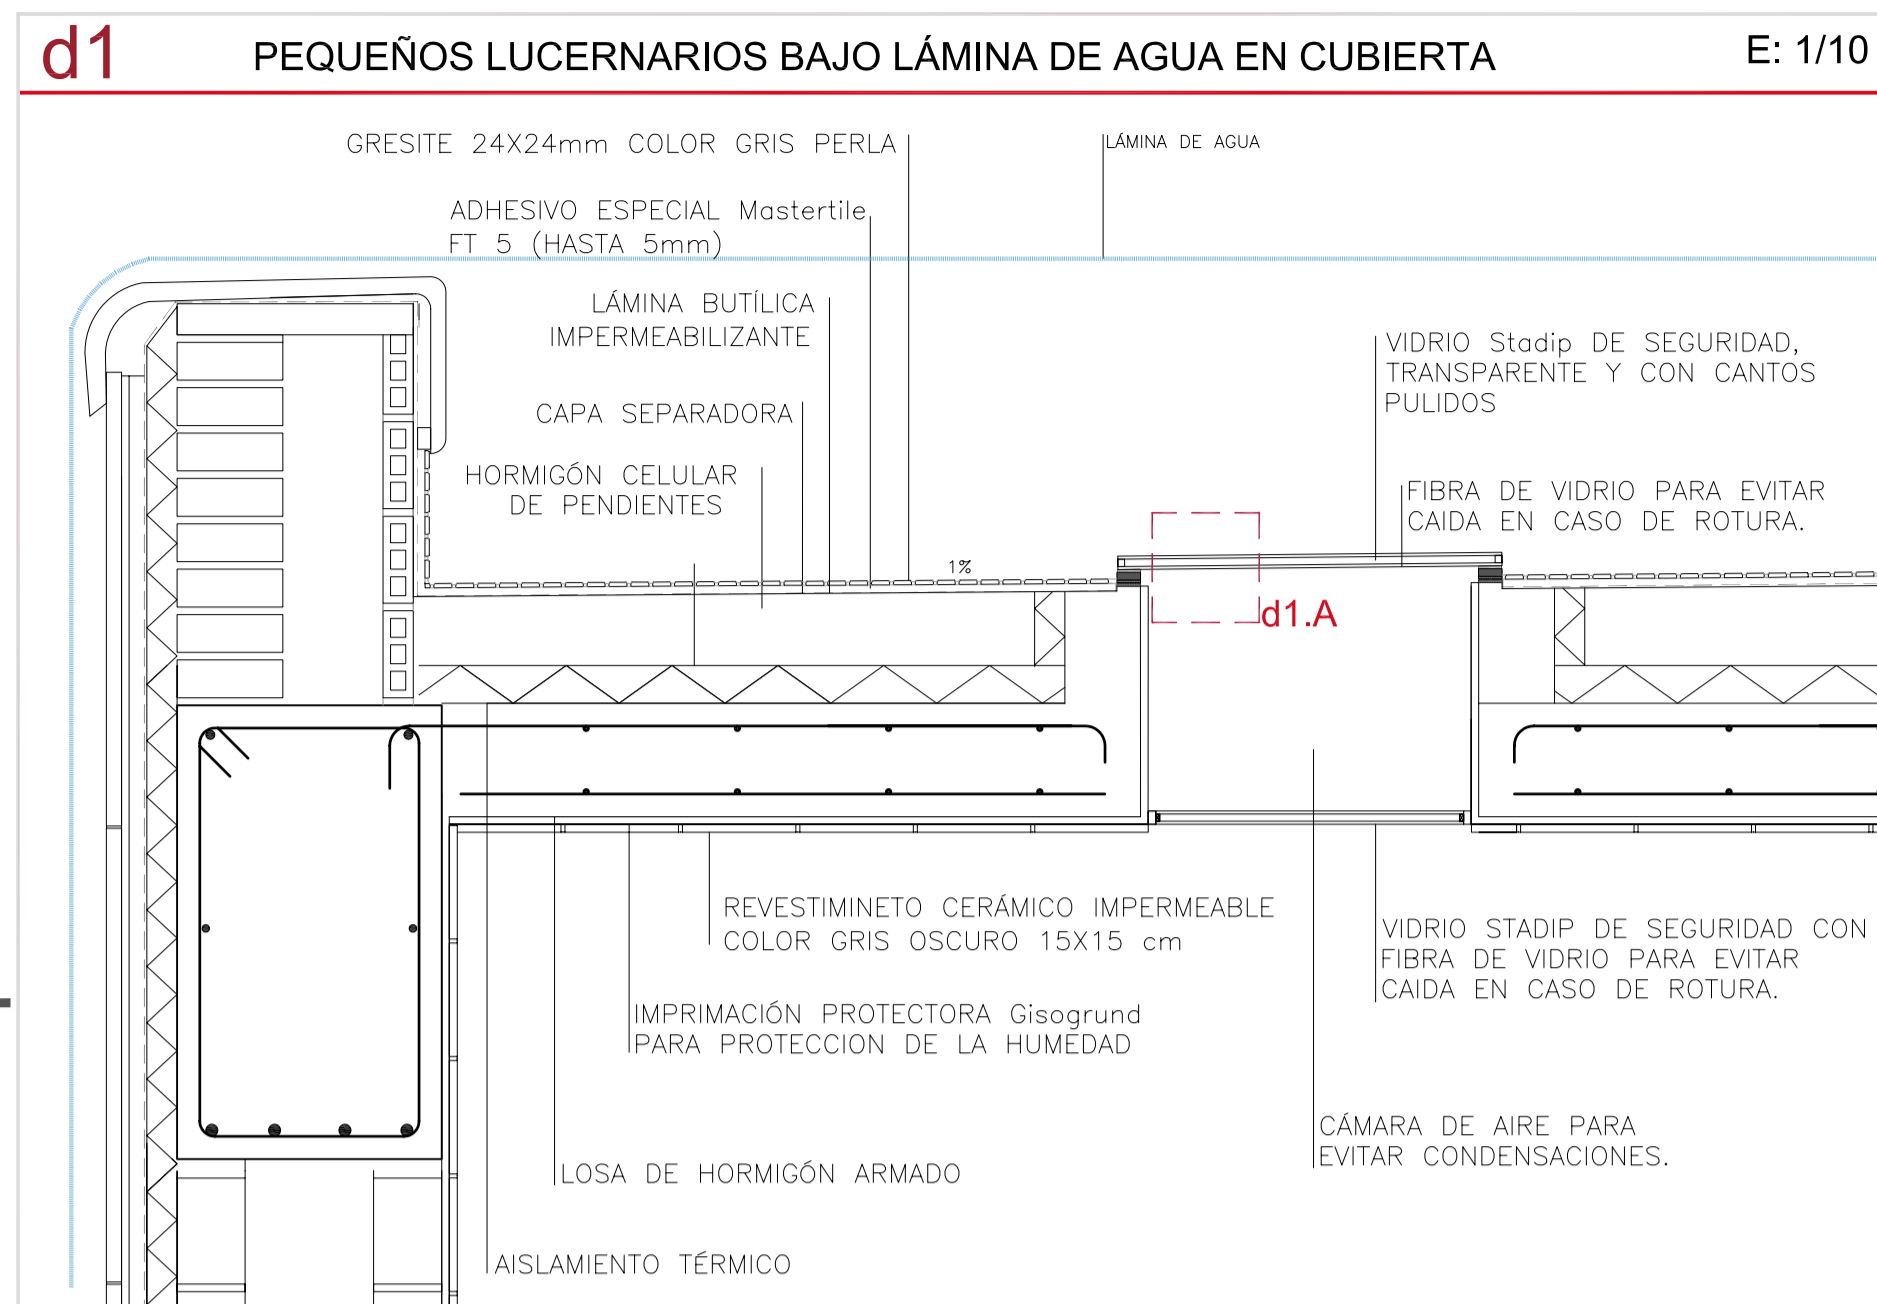 d1
PEQUEÑOS LUCERNARIOS BAJO LÁMINA DE AGUA EN CUBIERTA
E: 1/10
GRESITE 24X24mm COLOR GRIS PERLA
LÁMINA DE AGUA
ADHESIVO ESPECIAL Mastertile
FT 5 (HASTA 5mm)
LÁMINA BUTÍLICA
IMPERMEABILIZANTE
VIDRIO Stadip DE SEGURIDAD,
TRANSPARENTE Y CON CANTOS
PULIDOS
CAPA SEPARADORA
HORMIGÓN CELULAR
DE PENDIENTES
FIBRA DE VIDRIO PARA EVITAR
CAIDA EN CASO DE ROTURA.
1%
d1.A
REVESTIMINETO CERÁMICO IMPERMEABLE
COLOR GRIS OSCURO 15X15 cm
VIDRIO STADIP DE SEGURIDAD CON
FIBRA DE VIDRIO PARA EVITAR
CAIDA EN CASO DE ROTURA.
IMPRIMACIÓN PROTECTORA Gisogrund
PARA PROTECCION DE LA HUMEDAD
CÁMARA DE AIRE PARA
EVITAR CONDENSACIONES.
LOSA DE HORMIGÓN ARMADO
AISLAMIENTO TÉRMICO